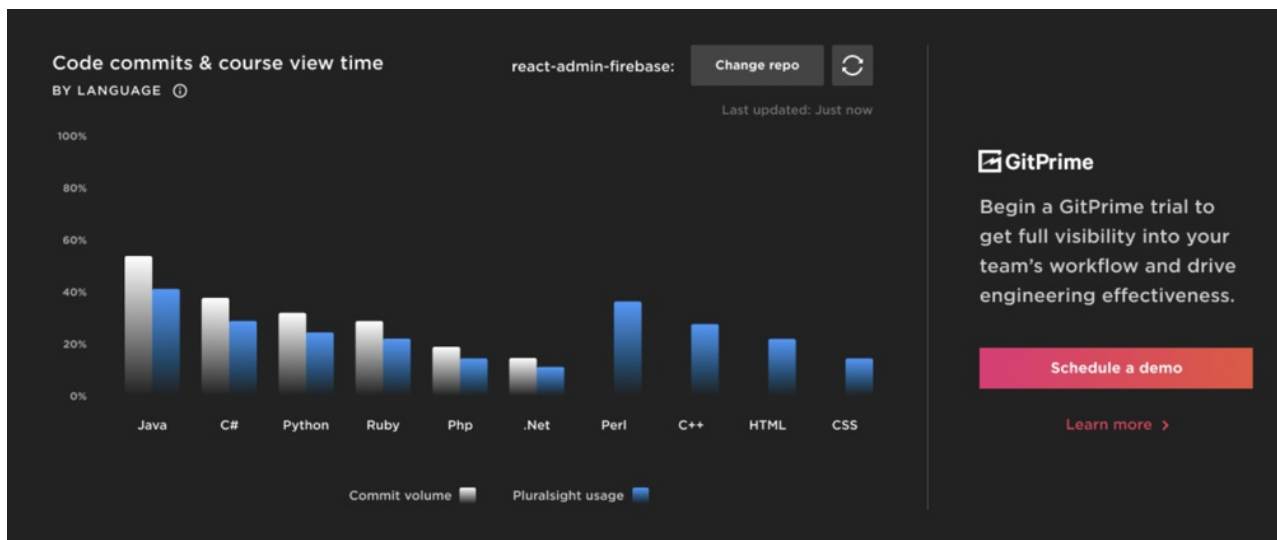 Code commits & course view time
BY LANGUAGE
react-admin-firebase:
Change repo
Last updated: Just now
100%
80%
60%
40%
20%
0%
Java C# Python Ruby Php .Net Perl C++ HTML CSS
Commit volume Pluralsight usage
GitPrime
Begin a GitPrime trial to
get full visibility into your
team's workflow and drive
engineering effectiveness.
Schedule a demo
Learn more >